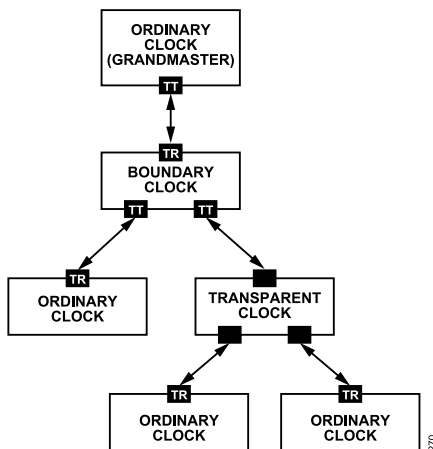 ORDINARY
CLOCK
(GRANDMASTER)
TT
TR
BOUNDARY
CLOCK
TT TT
TR
ORDINARY
CLOCK
TRANSPARENT
CLOCK
TR
ORDINARY
CLOCK
TR
ORDINARY
CLOCK